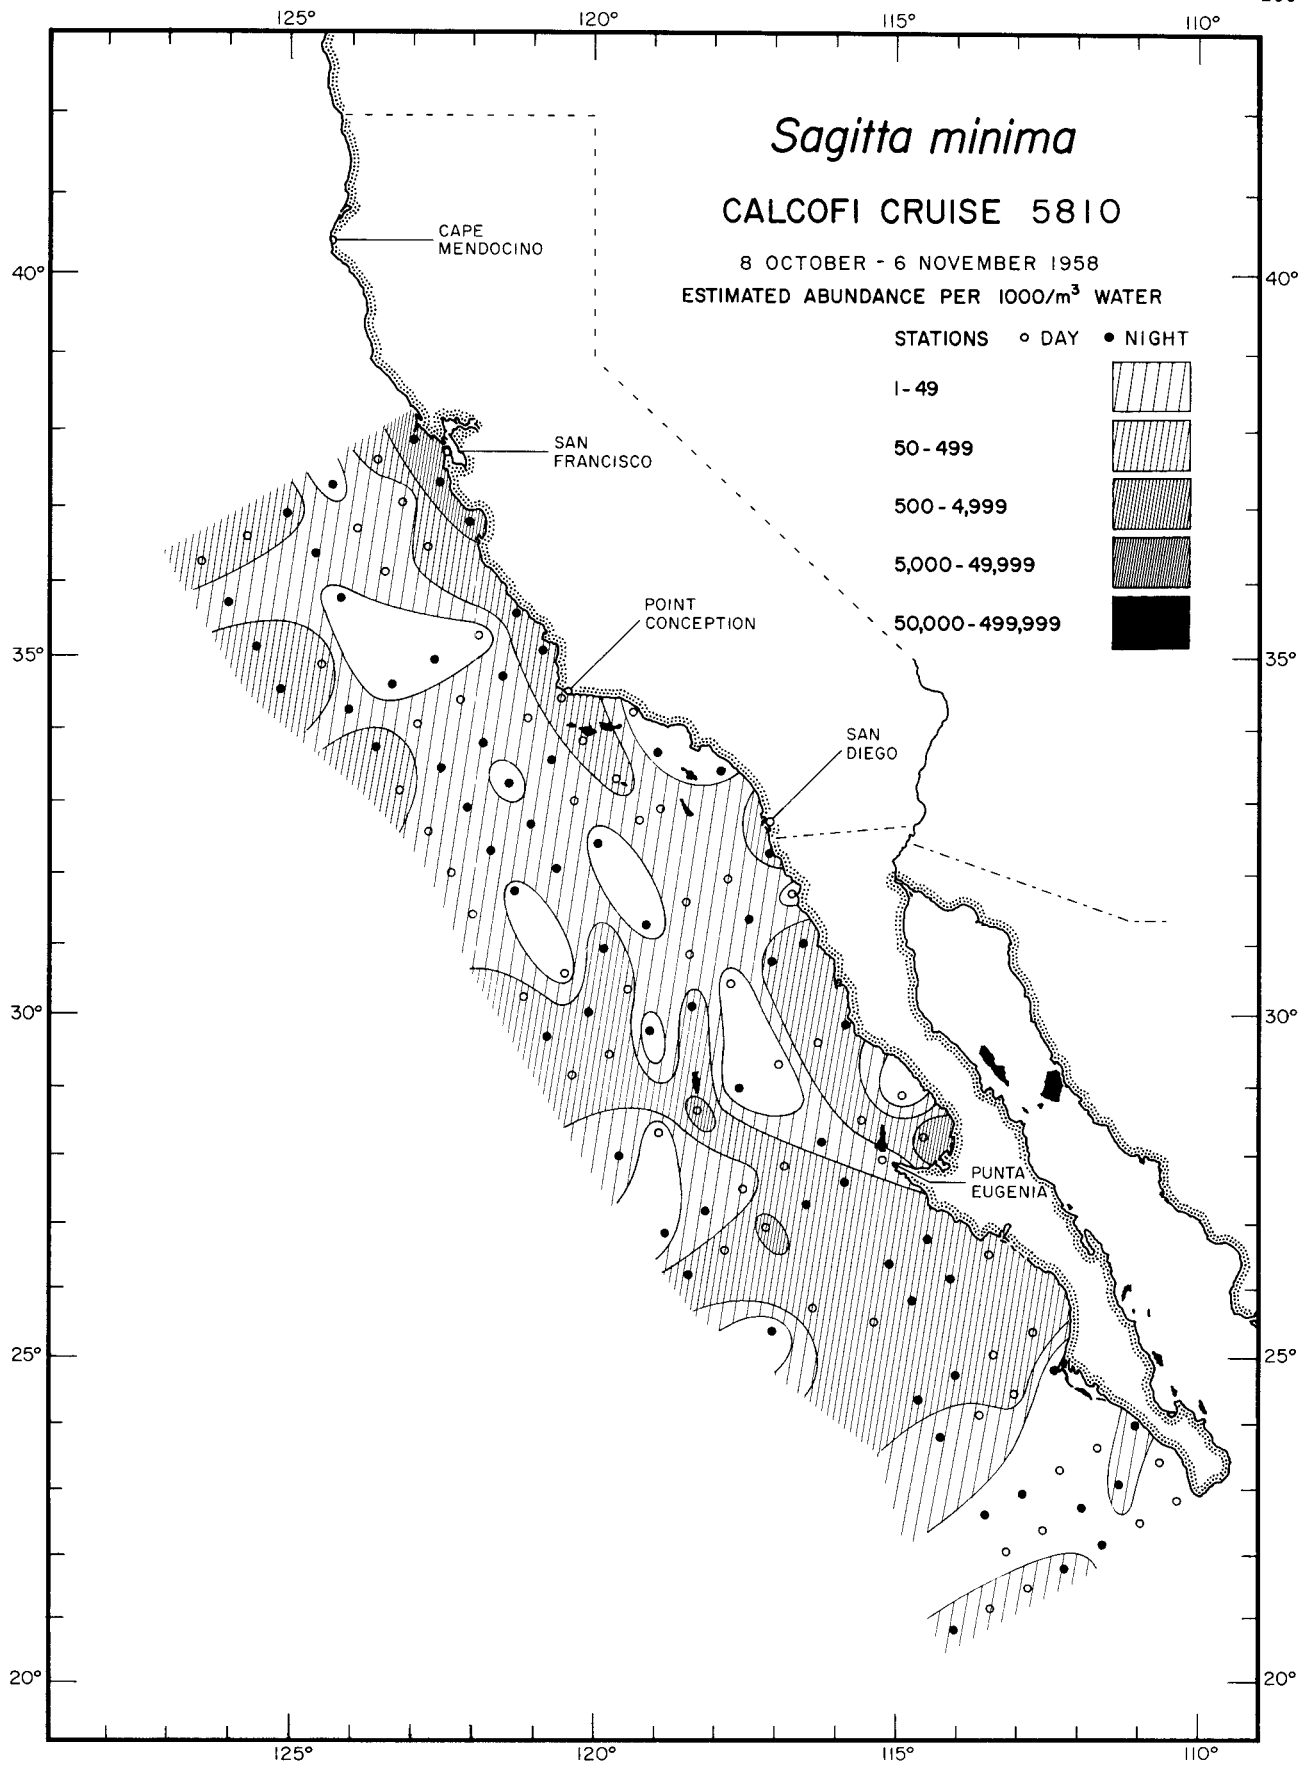 125° 120° 115° 110°
Sagitta minima
CALCOFI CRUISE 5810
8 OCTOBER - 6 NOVEMBER 1958
ESTIMATED ABUNDANCE PER 1000/m³ WATER
STATIONS ○ DAY ● NIGHT
1-49
50-499
500-4,999
5,000-49,999
50,000-499,999
CAPE
MENDOCINO
40° 40°
SAN
FRANCISCO
POINT
CONCEPTION
35° 35°
SAN
DIEGO
30° 30°
PUNTA
EUGENIA
25° 25°
20° 20°
125° 120° 115° 110°